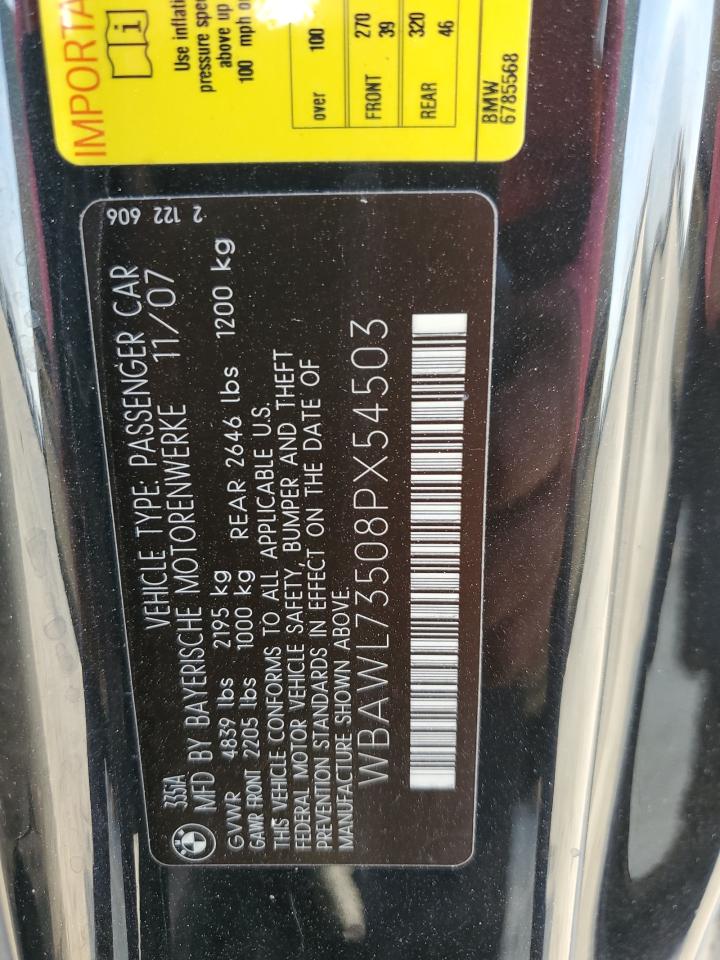 IMPORTA
Use inflati
pressure spe
above up
100 mph o
over 100
FRONT 270
39
REAR 320
46
BMW
6785568
335iA VEHICLE TYPE: PASSENGER CAR
MFD BY BAYERISCHE MOTORENWERKE 11/07
GVWR 4839 lbs 2195 kg
GAWR FRONT 2205 lbs 1000 kg REAR 2646 lbs 1200 kg
THIS VEHICLE CONFORMS TO ALL APPLICABLE U.S.
FEDERAL MOTOR VEHICLE SAFETY, BUMPER AND THEFT
PREVENTION STANDARDS IN EFFECT ON THE DATE OF
MANUFACTURE SHOWN ABOVE.
WBAWL73508PX54503
2 122 606